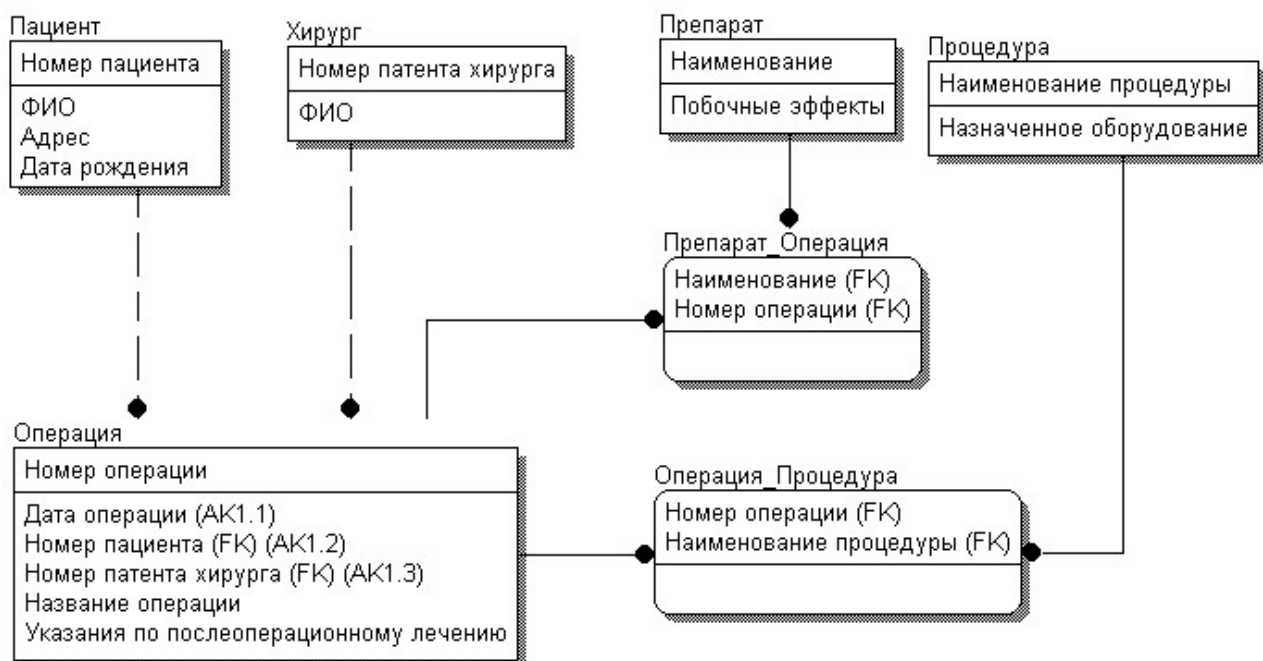 Пациент
Номер пациента
ФИО
Адрес
Дата рождения
Хирург
Номер патента хирурга
ФИО
Препарат
Наименование
Побочные эффекты
Процедура
Наименование процедуры
Назначенное оборудование
Препарат_Операция
Наименование (FK)
Номер операции (FK)
Операция
Номер операции
Дата операции (AK1.1)
Номер пациента (FK) (AK1.2)
Номер патента хирурга (FK) (AK1.3)
Название операции
Указания по послеоперационному лечению
Операция_Процедура
Номер операции (FK)
Наименование процедуры (FK)